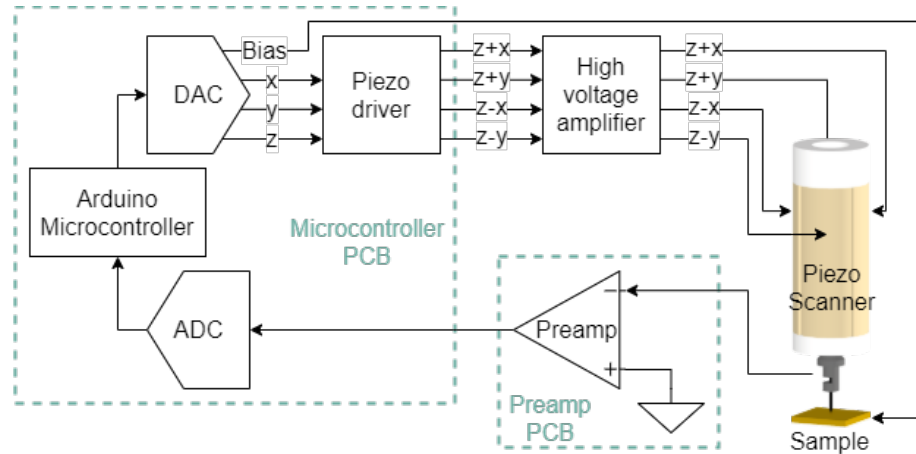 Bias
x
y
z
DAC
Piezo
driver
z+x
z+y
z-x
z-y
High
voltage
amplifier
z+x
z+y
z-x
z-y
Arduino
Microcontroller
Microcontroller
PCB
ADC
Preamp
−
+
Preamp
PCB
Piezo
Scanner
Sample